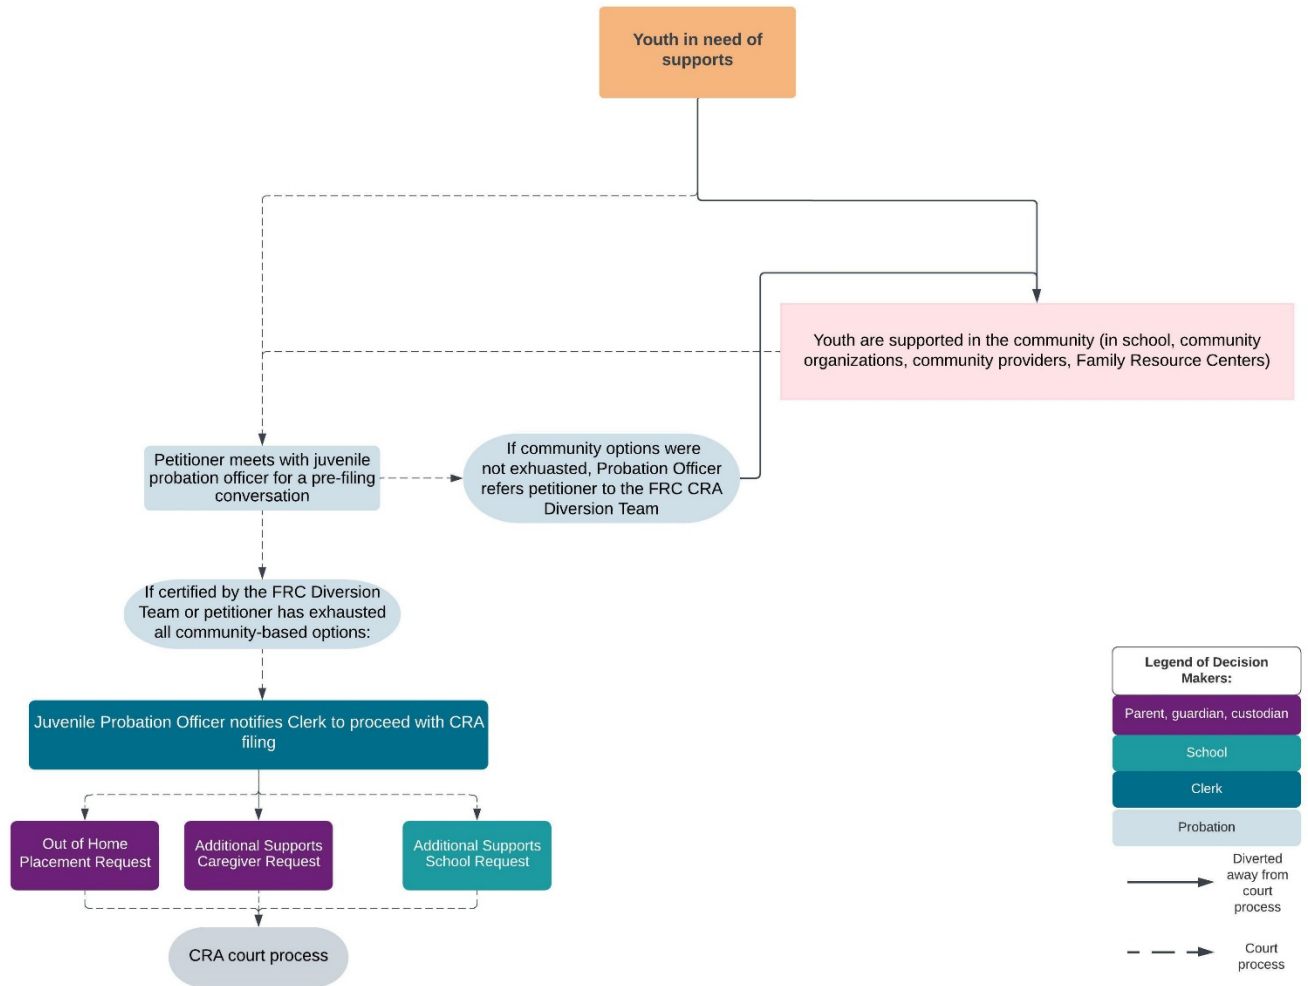 Youth in need of
supports
Youth are supported in the community (in school, community
organizations, community providers, Family Resource Centers)
Petitioner meets with juvenile
probation officer for a pre-filing
conversation
If community options were
not exhuasted, Probation Officer
refers petitioner to the FRC CRA
Diversion Team
If certified by the FRC Diversion
Team or petitioner has exhausted
all community-based options:
Juvenile Probation Officer notifies Clerk to proceed with CRA
filing
Out of Home
Placement Request
Additional Supports
Caregiver Request
Additional Supports
School Request
CRA court process
Legend of Decision
Makers:
Parent, guardian, custodian
School
Clerk
Probation
Diverted
away from
court
process
Court
process